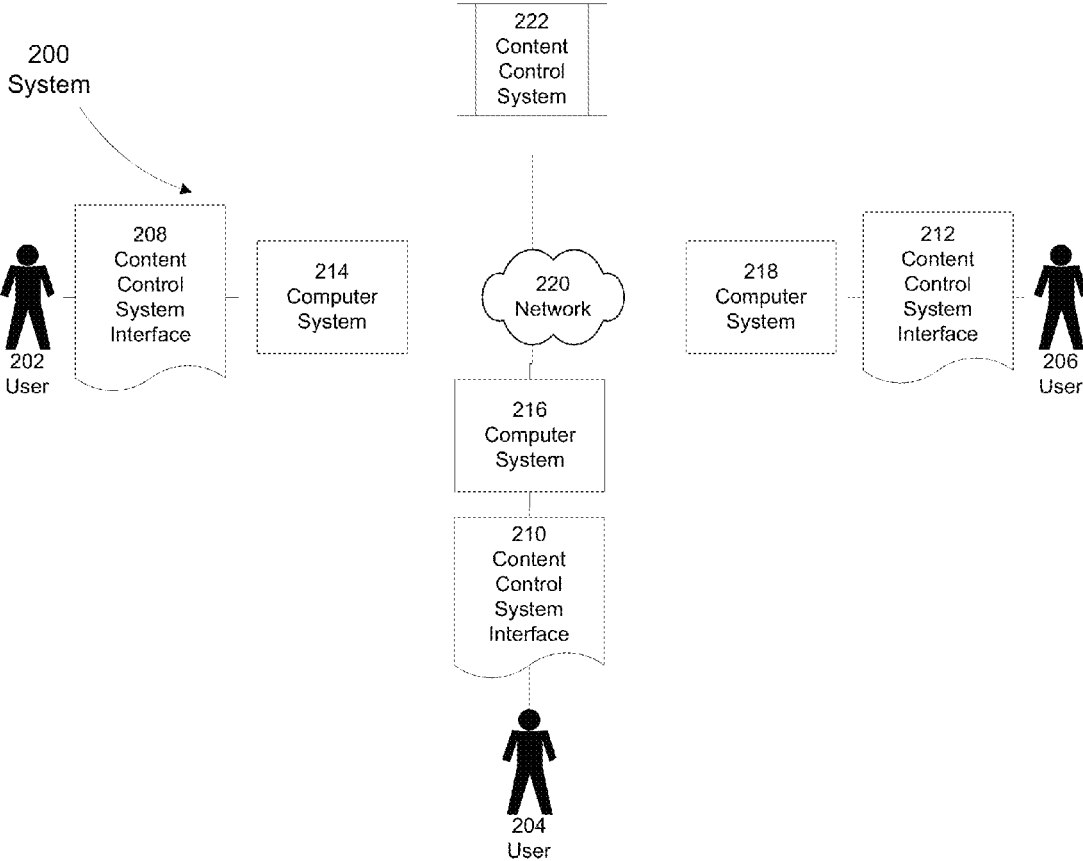 200
System
222
Content
Control
System
208
Content
Control
System
Interface
214
Computer
System
220
Network
218
Computer
System
212
Content
Control
System
Interface
202
User
206
User
216
Computer
System
210
Content
Control
System
Interface
204
User